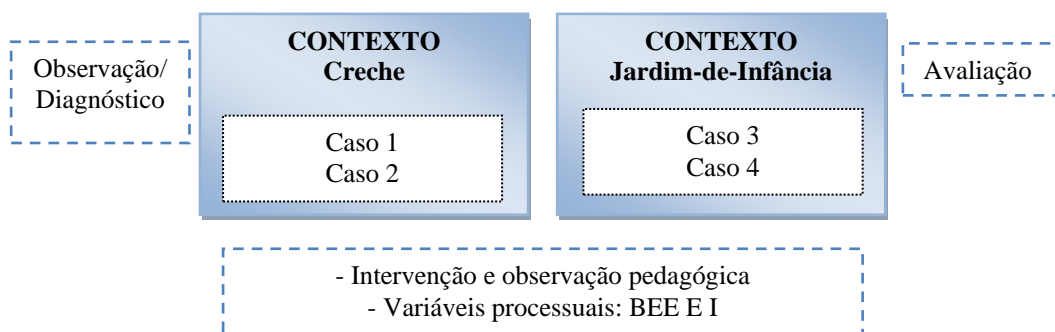 Observação/
Diagnóstico
CONTEXTO
Creche
Caso 1
Caso 2
CONTEXTO
Jardim-de-Infância
Caso 3
Caso 4
Avaliação
- Intervenção e observação pedagógica
- Variáveis processuais: BEE E I